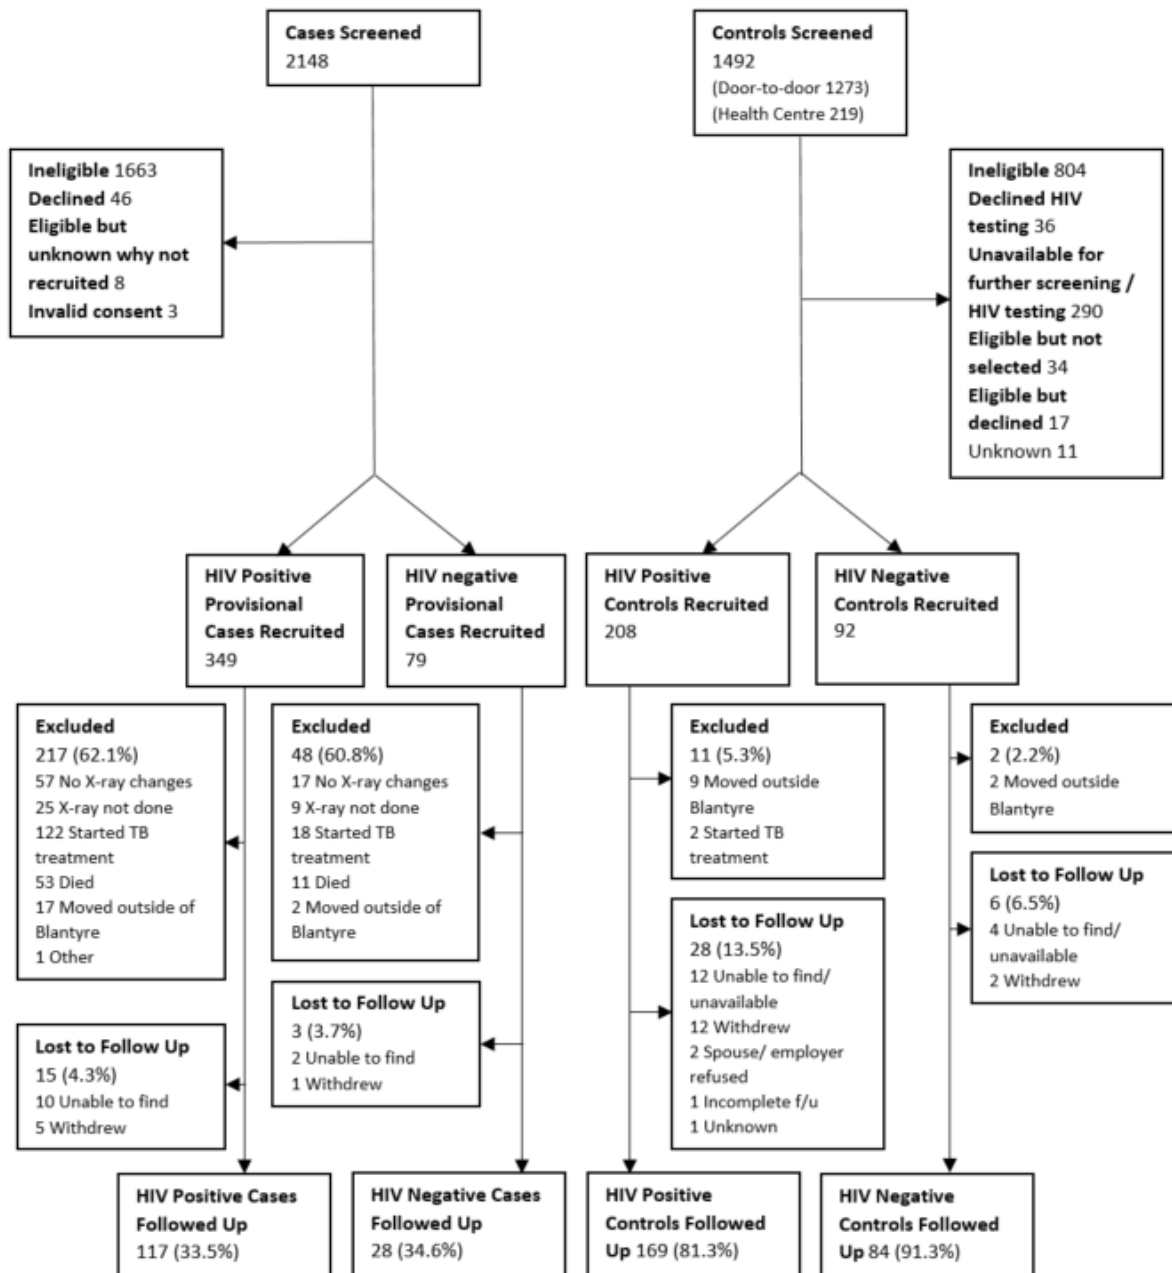 Cases Screened
2148
Controls Screened
1492
(Door-to-door 1273)
(Health Centre 219)
Ineligible 1663
Declined 46
Eligible but
unknown why not
recruited 8
Invalid consent 3
Ineligible 804
Declined HIV
testing 36
Unavailable for
further screening /
HIV testing 290
Eligible but not
selected 34
Eligible but
declined 17
Unknown 11
HIV Positive
Provisional
Cases Recruited
349
HIV negative
Provisional
Cases Recruited
79
HIV Positive
Controls Recruited
208
HIV Negative
Controls Recruited
92
Excluded
217 (62.1%)
57 No X-ray changes
25 X-ray not done
122 Started TB
treatment
53 Died
17 Moved outside of
Blantyre
1 Other
Excluded
48 (60.8%)
17 No X-ray changes
9 X-ray not done
18 Started TB
treatment
11 Died
2 Moved outside of
Blantyre
Excluded
11 (5.3%)
9 Moved outside
Blantyre
2 Started TB
treatment
Excluded
2 (2.2%)
2 Moved outside
Blantyre
Lost to Follow Up
15 (4.3%)
10 Unable to find
5 Withdrew
Lost to Follow Up
3 (3.7%)
2 Unable to find
1 Withdrew
Lost to Follow Up
28 (13.5%)
12 Unable to find/
unavailable
12 Withdrew
2 Spouse/ employer
refused
1 Incomplete f/u
1 Unknown
Lost to Follow Up
6 (6.5%)
4 Unable to find/
unavailable
2 Withdrew
HIV Positive Cases
Followed Up
117 (33.5%)
HIV Negative Cases
Followed Up
28 (34.6%)
HIV Positive
Controls Followed
Up 169 (81.3%)
HIV Negative
Controls Followed
Up 84 (91.3%)